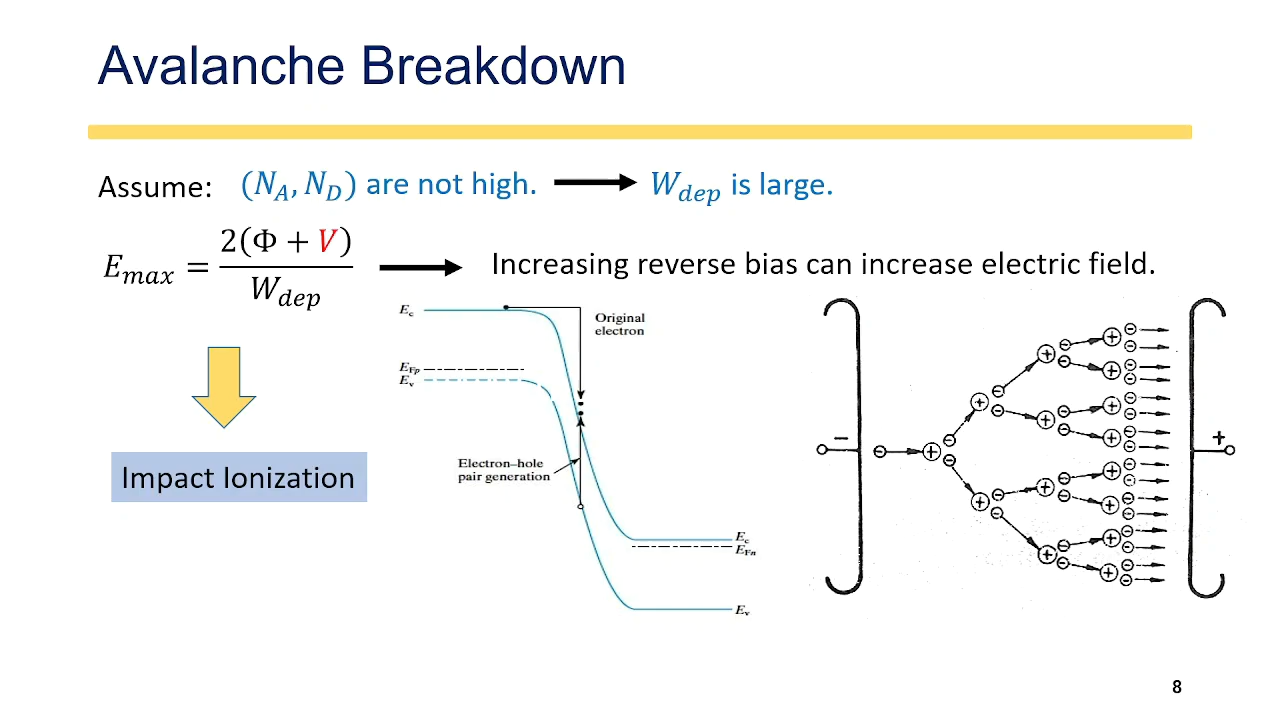 Avalanche Breakdown
Assume: (N_A, N_D) are not high. → W_dep is large.
E_max = 2(Φ + V) / W_dep → Increasing reverse bias can increase electric field.
Impact Ionization
E_c
Original
electron
E_Fp
E_v
Electron–hole
pair generation
E_c
E_Fn
E_v
−
+
8